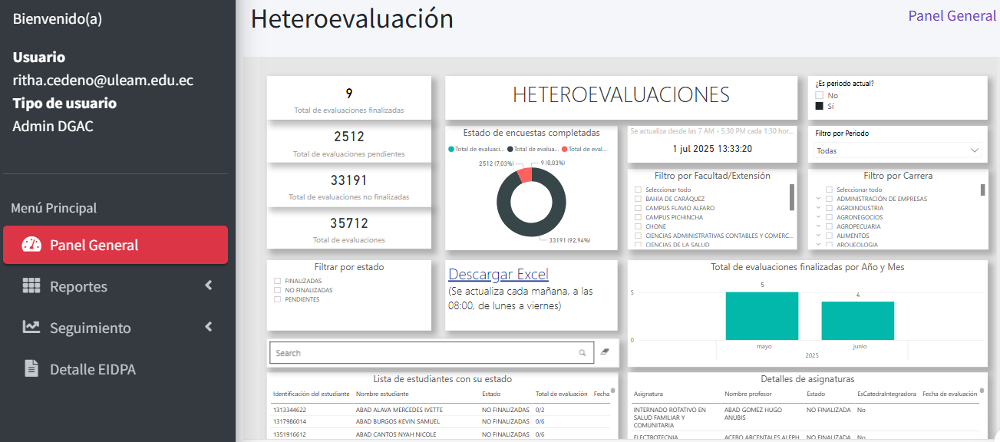 Bienvenido(a)
Usuario
ritha.cedeno@uleam.edu.ec
Tipo de usuario
Admin DGAC
Menú Principal
Panel General
Reportes
Seguimiento
Detalle EIDPA
Heteroevaluación
Panel General
9
Total de evaluaciones finalizadas
2512
Total de evaluaciones pendientes
33191
Total de evaluaciones no finalizadas
35712
Total de evaluaciones
HETEROEVALUACIONES
¿Es periodo actual?
No
Sí
Estado de encuestas completadas
Total de evaluaci... Total de evalua... Total de eval...
2512 (7,03%) 9 (0,03%)
33191 (92,94%)
Se actualiza desde las 7 AM - 5:30 PM cada 1:30 hor...
1 jul 2025 13:33:20
Filtro por Periodo
Todas
Filtro por Facultad/Extensión
Seleccionar todo
BAHÍA DE CARÁQUEZ
CAMPUS FLAVIO ALFARO
CAMPUS PICHINCHA
CHONE
CIENCIAS ADMINISTRATIVAS CONTABLES Y COMERC...
CIENCIAS DE LA SALUD
Filtro por Carrera
Seleccionar todo
ADMINISTRACIÓN DE EMPRESAS
AGROINDUSTRIA
AGRONEGOCIOS
AGROPECUARIA
ALIMENTOS
ARQUEOLOGIA
Filtrar por estado
FINALIZADAS
NO FINALIZADAS
PENDIENTES
Descargar Excel
(Se actualiza cada mañana, a las
08:00, de lunes a viernes)
Total de evaluaciones finalizadas por Año y Mes
5
0
5
4
mayo
junio
2025
Search
Lista de estudiantes con su estado
Identificación del estudiante Nombre estudiante Estado Total de evaluación Fecha
1313344622 ABAD ALAVA MERCEDES IVETTE NO FINALIZADAS 0/2
1317986014 ABAD BURGOS KEVIN SAMUEL NO FINALIZADAS 0/6
1351916612 ABAD CANTOS NYAH NICOLE NO FINALIZADAS 0/6
Detalles de asignaturas
Asignatura Nombre profesor Estado EsCatedraIntegradora Fecha de evaluación
INTERNADO ROTATIVO EN ABAD GOMEZ HUGO NO FINALIZADA No
SALUD FAMILIAR Y ANUBIS
COMUNITARIA
ELECTROTECNIA ACEBO ARCENTALES ALEPH NO FINALIZADA No